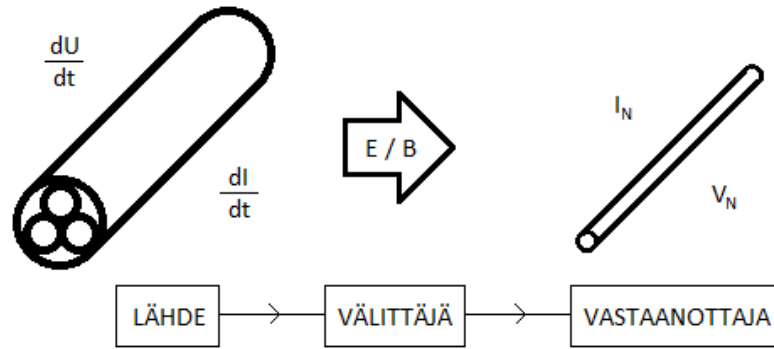 dU
dt
dI
dt
E / B
I_N
V_N
LÄHDE
VÄLITTÄJÄ
VASTAANOTTAJA